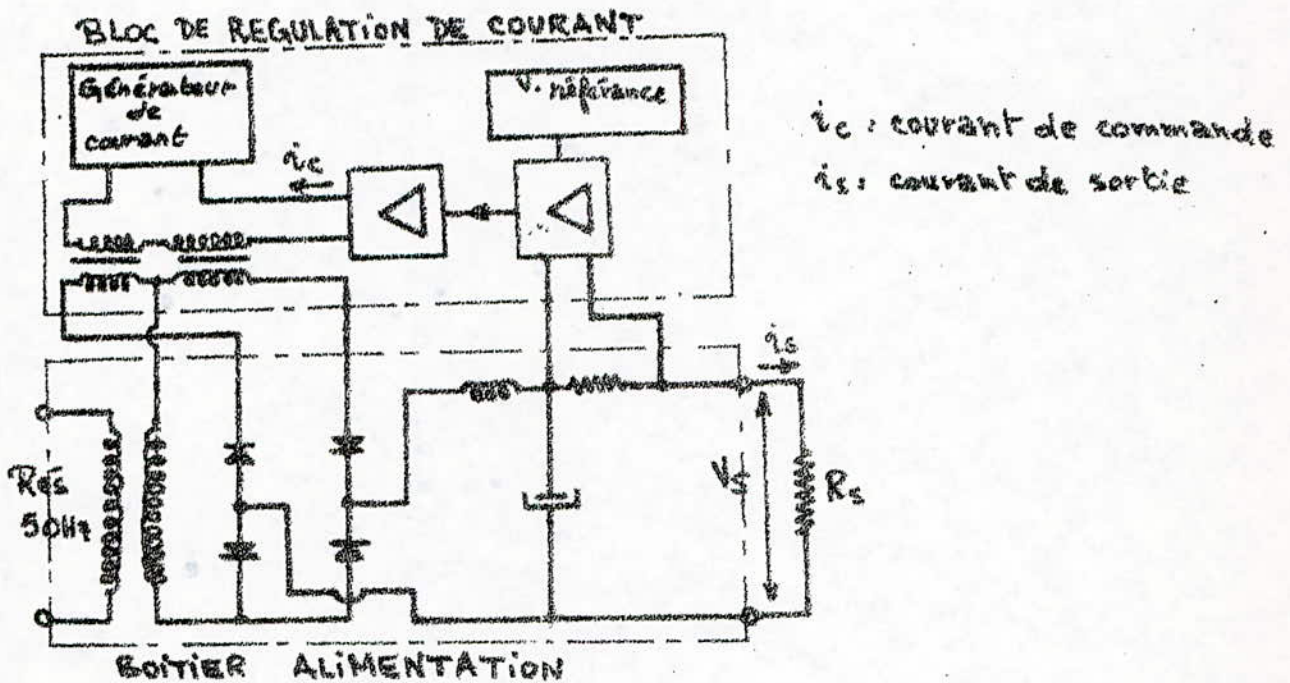 BLOC DE REGULATION DE COURANT
Générateur
de
courant
V. référance
ic
ic : courant de commande
is : courant de sortie
is
Rés
50Hz
Vs
Rs
BOITIER ALIMENTATION